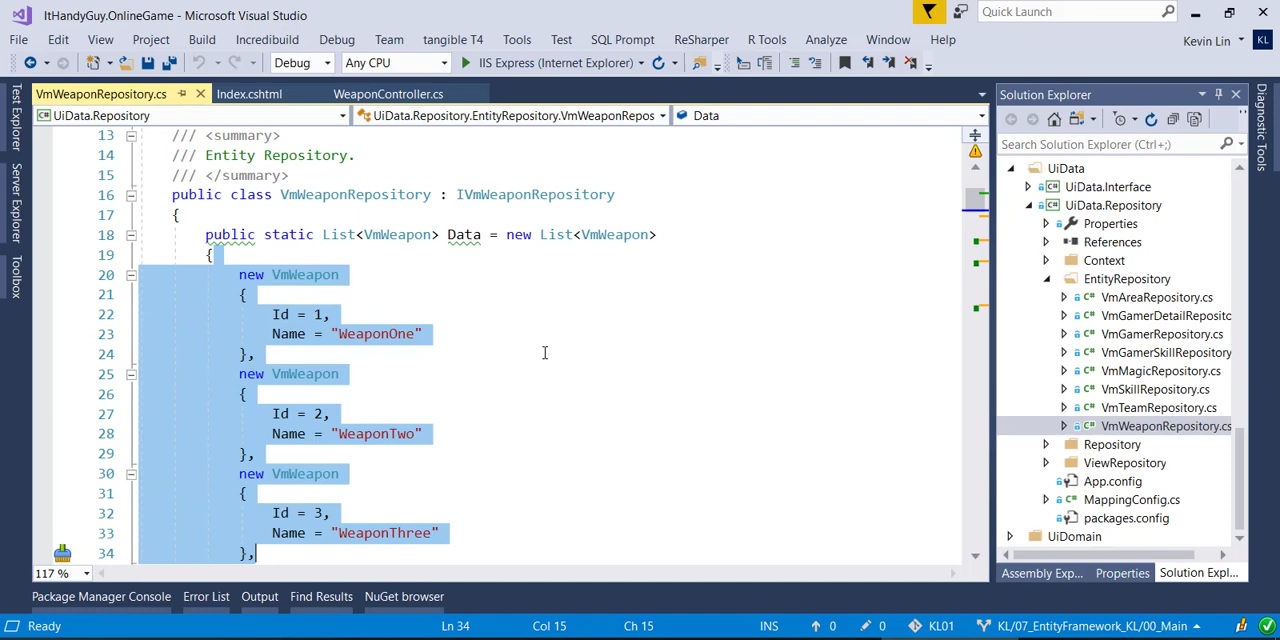 ItHandyGuy.OnlineGame - Microsoft Visual Studio
Quick Launch
File Edit View Project Build Incredibuild Debug Team tangible T4 Tools Test SQL Prompt ReSharper R Tools Analyze Window Help Kevin Lin KL
Debug Any CPU IIS Express (Internet Explorer)
VmWeaponRepository.cs Index.cshtml WeaponController.cs
UiData.Repository UiData.Repository.EntityRepository.VmWeaponRepos Data
Test Explorer
Server Explorer
Toolbox
13 /// <summary>
14 /// Entity Repository.
15 /// </summary>
16 public class VmWeaponRepository : IVmWeaponRepository
17 {
18 public static List<VmWeapon> Data = new List<VmWeapon>
19 {
20 new VmWeapon
21 {
22 Id = 1,
23 Name = "WeaponOne"
24 },
25 new VmWeapon
26 {
27 Id = 2,
28 Name = "WeaponTwo"
29 },
30 new VmWeapon
31 {
32 Id = 3,
33 Name = "WeaponThree"
34 },
117 %
Solution Explorer
Search Solution Explorer (Ctrl+;)
UiData
UiData.Interface
UiData.Repository
Properties
References
Context
EntityRepository
VmAreaRepository.cs
VmGamerDetailReposito
VmGamerRepository.cs
VmGamerSkillRepository
VmMagicRepository.cs
VmSkillRepository.cs
VmTeamRepository.cs
VmWeaponRepository.cs
Repository
ViewRepository
App.config
MappingConfig.cs
packages.config
UiDomain
Assembly Exp... Properties Solution Expl...
Diagnostic Tools
Package Manager Console Error List Output Find Results NuGet browser
Ready Ln 34 Col 15 Ch 15 INS 0 0 KL01 KL/07_EntityFramework_KL/00_Main